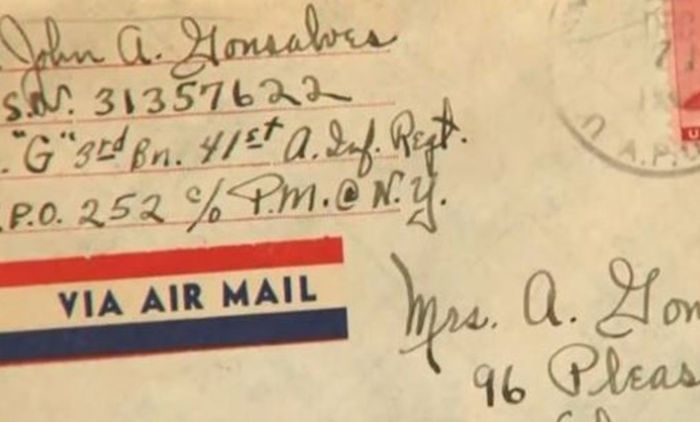 John A. Gonsalves
S.N. 31357622
"G" 3rd Bn. 41st A. Inf. Regt.
.P.O. 252 c/o P.M. @ N.Y.
VIA AIR MAIL
Mrs. A. Gon
96 Pleas
A.P.
U